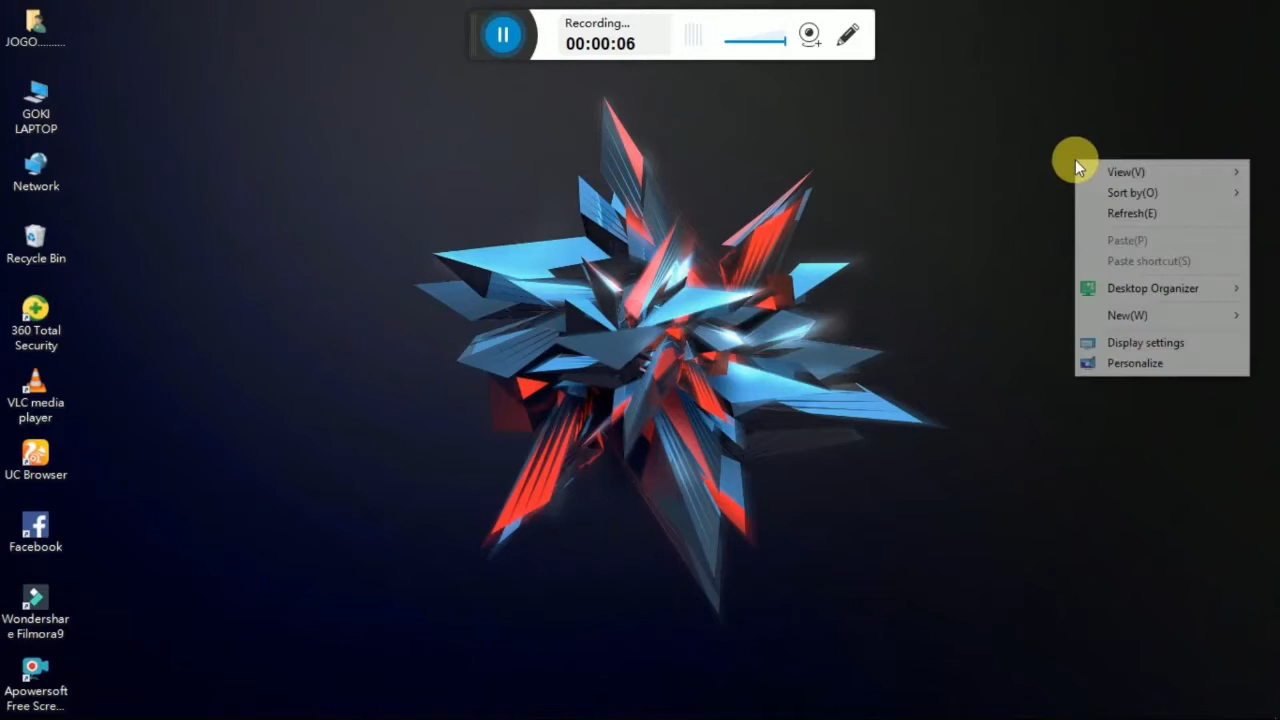 JOGO..........
GOKI
LAPTOP
Network
Recycle Bin
360 Total
Security
VLC media
player
UC Browser
Facebook
Wondershar
e Filmora9
Apowersoft
Free Scre...
Recording...
00:00:06
View(V)
Sort by(O)
Refresh(E)
Paste(P)
Paste shortcut(S)
Desktop Organizer
New(W)
Display settings
Personalize